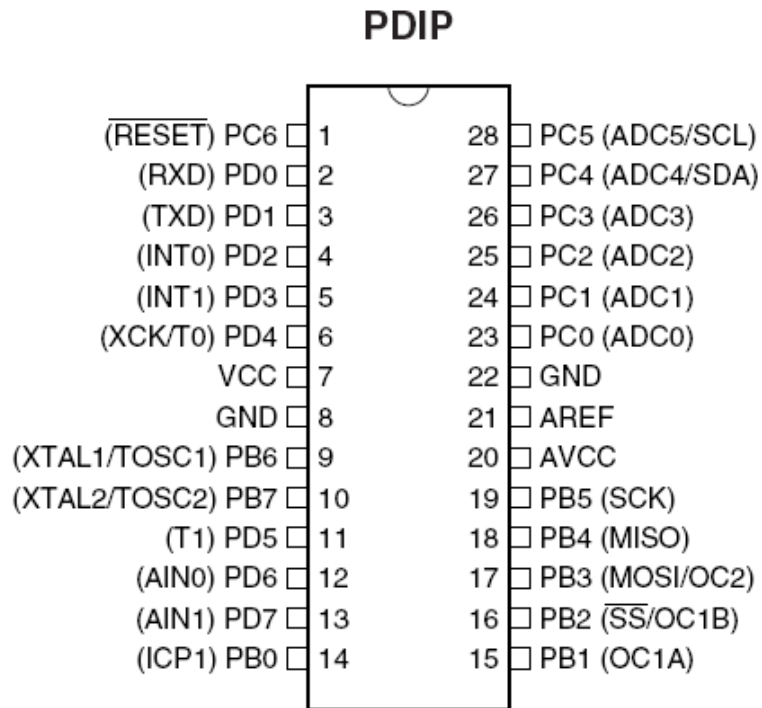 PDIP
(RESET) PC6 1 28 PC5 (ADC5/SCL)
(RXD) PD0 2 27 PC4 (ADC4/SDA)
(TXD) PD1 3 26 PC3 (ADC3)
(INT0) PD2 4 25 PC2 (ADC2)
(INT1) PD3 5 24 PC1 (ADC1)
(XCK/T0) PD4 6 23 PC0 (ADC0)
VCC 7 22 GND
GND 8 21 AREF
(XTAL1/TOSC1) PB6 9 20 AVCC
(XTAL2/TOSC2) PB7 10 19 PB5 (SCK)
(T1) PD5 11 18 PB4 (MISO)
(AIN0) PD6 12 17 PB3 (MOSI/OC2)
(AIN1) PD7 13 16 PB2 (SS/OC1B)
(ICP1) PB0 14 15 PB1 (OC1A)